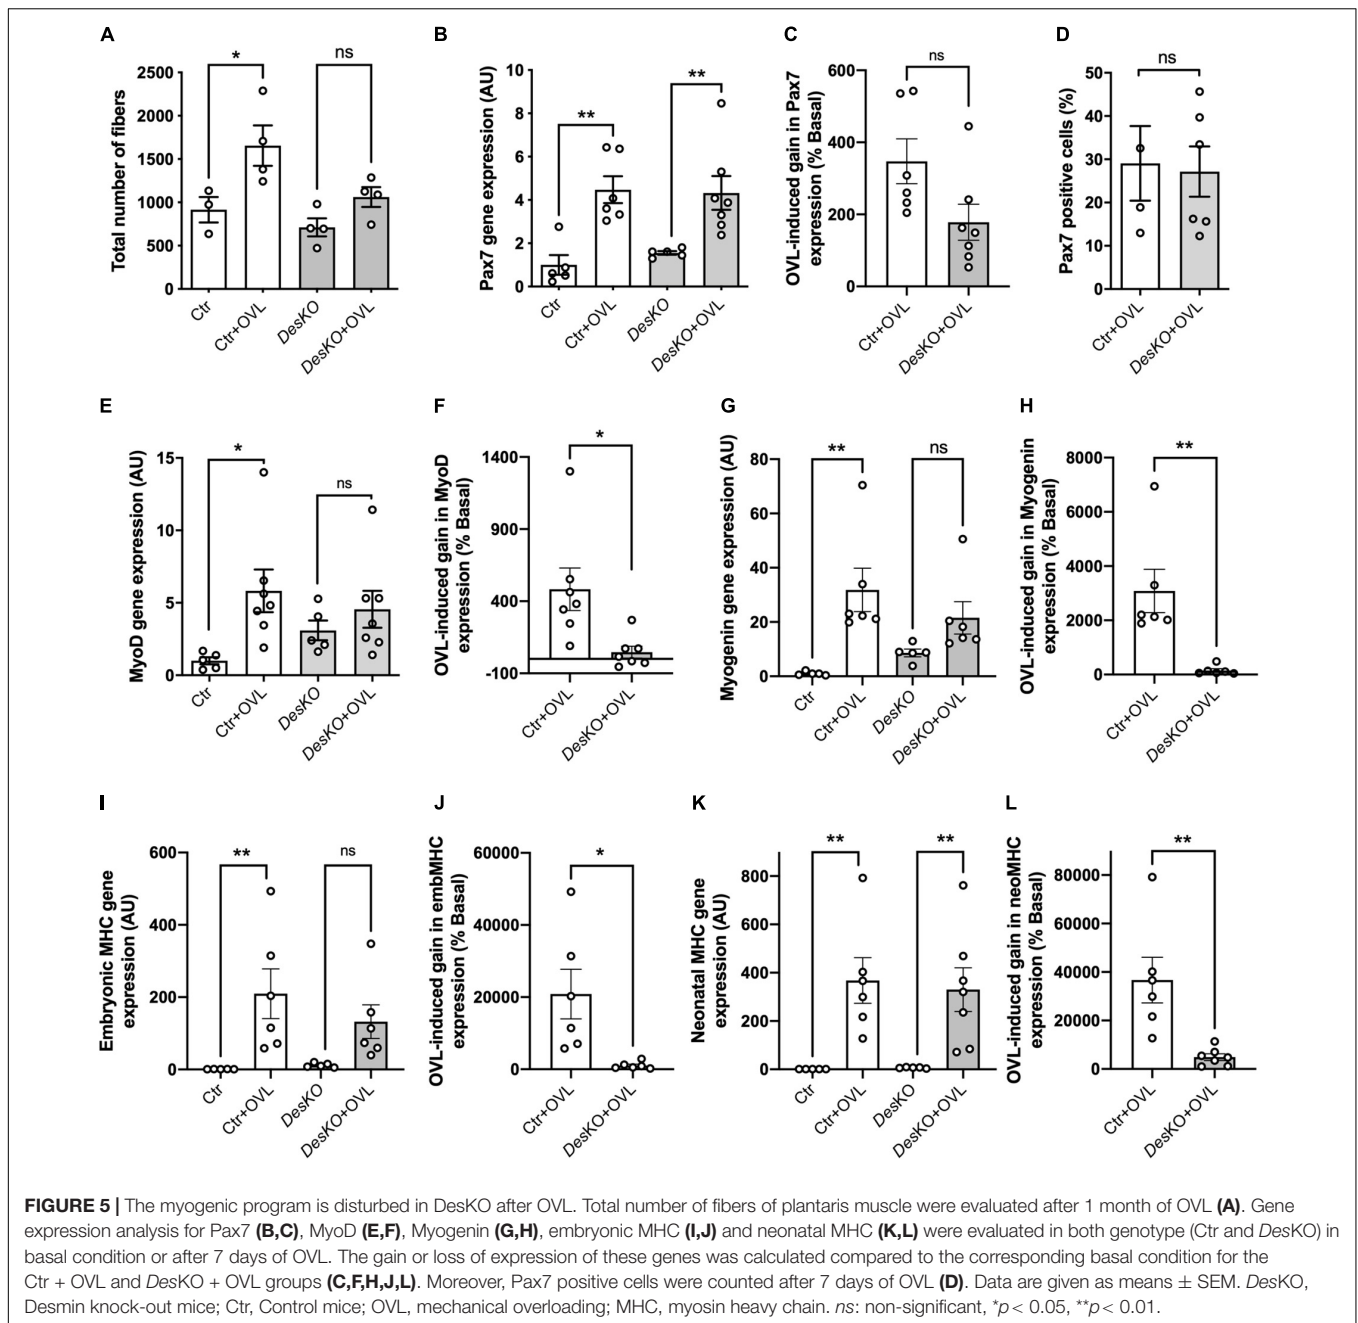 A
B
C
D
Total number of fibers
2500
2000
1500
1000
500
0
*
ns
Ctr
Ctr+OVL
DesKO
DesKO+OVL
Pax7 gene expression (AU)
10
8
6
4
2
0
**
**
Ctr
Ctr+OVL
DesKO
DesKO+OVL
OVL-induced gain in Pax7
expression (% Basal)
600
400
200
0
ns
Ctr+OVL
DesKO+OVL
Pax7 positive cells (%)
50
40
30
20
10
0
ns
Ctr+OVL
DesKO+OVL
E
F
G
H
MyoD gene expression (AU)
15
10
5
0
*
ns
Ctr
Ctr+OVL
DesKO
DesKO+OVL
OVL-induced gain in MyoD
expression (% Basal)
1400
900
400
-100
*
Ctr+OVL
DesKO+OVL
Myogenin gene expression (AU)
80
60
40
20
0
**
ns
Ctr
Ctr+OVL
DesKO
DesKO+OVL
OVL-induced gain in Myogenin
expression (% Basal)
8000
6000
4000
2000
0
**
Ctr+OVL
DesKO+OVL
I
J
K
L
Embryonic MHC gene
expression (AU)
600
400
200
0
**
ns
Ctr
Ctr+OVL
DesKO
DesKO+OVL
OVL-induced gain in embMHC
expression (% Basal)
60000
40000
20000
0
*
Ctr+OVL
DesKO+OVL
Neonatal MHC gene
expression (AU)
800
600
400
200
0
**
**
Ctr
Ctr+OVL
DesKO
DesKO+OVL
OVL-induced gain in neoMHC
expression (% Basal)
80000
60000
40000
20000
0
**
Ctr+OVL
DesKO+OVL
FIGURE 5 | The myogenic program is disturbed in DesKO after OVL. Total number of fibers of plantaris muscle were evaluated after 1 month of OVL (A). Gene
expression analysis for Pax7 (B,C), MyoD (E,F), Myogenin (G,H), embryonic MHC (I,J) and neonatal MHC (K,L) were evaluated in both genotype (Ctr and DesKO) in
basal condition or after 7 days of OVL. The gain or loss of expression of these genes was calculated compared to the corresponding basal condition for the
Ctr + OVL and DesKO + OVL groups (C,F,H,J,L). Moreover, Pax7 positive cells were counted after 7 days of OVL (D). Data are given as means ± SEM. DesKO,
Desmin knock-out mice; Ctr, Control mice; OVL, mechanical overloading; MHC, myosin heavy chain. ns: non-significant, *p< 0.05, **p< 0.01.